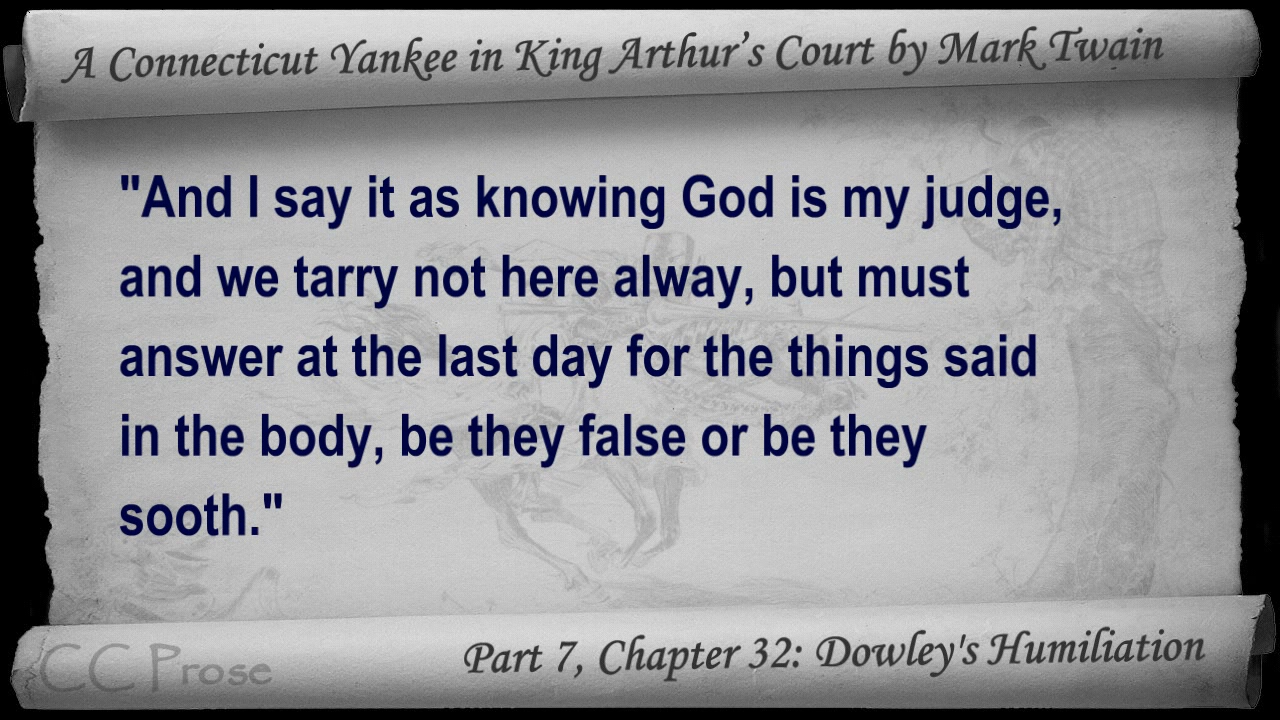 A Connecticut Yankee in King Arthur's Court by Mark Twain
"And I say it as knowing God is my judge,
and we tarry not here alway, but must
answer at the last day for the things said
in the body, be they false or be they
sooth."
CC Prose
Part 7, Chapter 32: Dowley's Humiliation